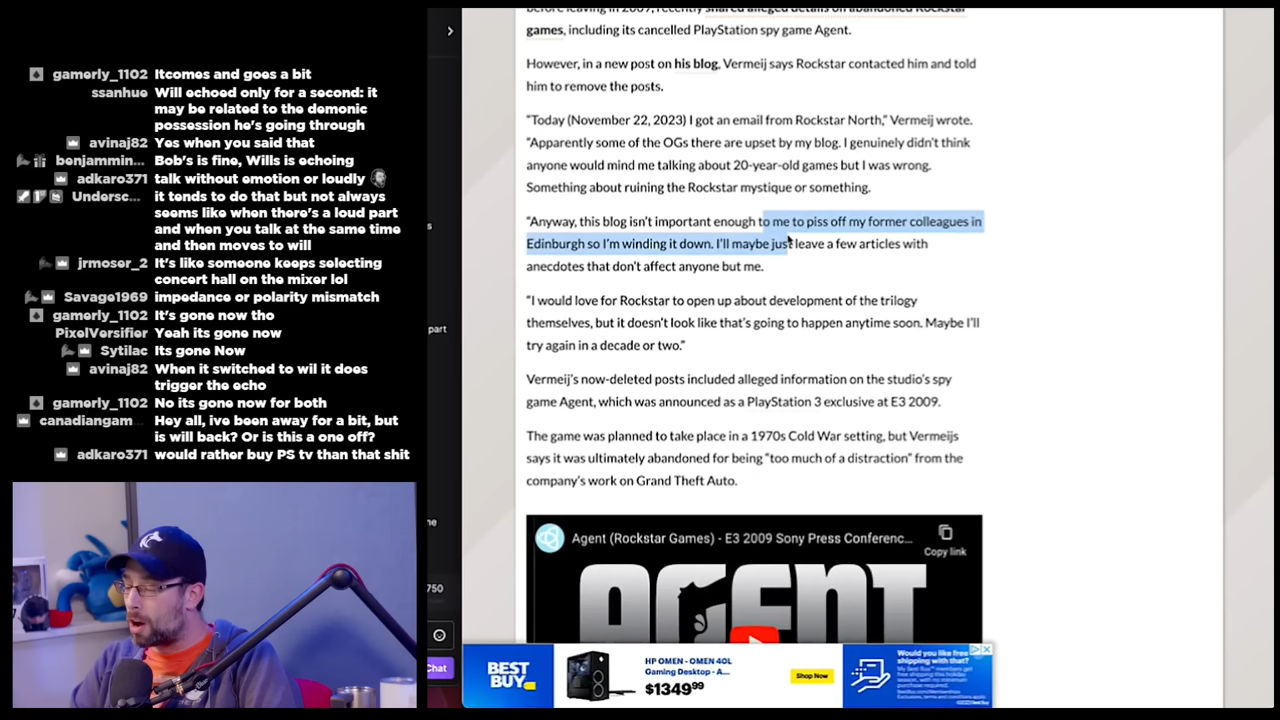 gamerly_1102 Itcomes and goes a bit
ssanhue Will echoed only for a second: it
may be related to the demonic
possession he's going through
avinaj82 Yes when you said that
benjammin... Bob's is fine, Wills is echoing
adkaro371 talk without emotion or loudly
Undersc... it tends to do that but not always
seems like when there's a loud part
and when you talk at the same time
and then moves to will
jmoser_2 It's like someone keeps selecting
concert hall on the mixer lol
Savage1969 impedance or polarity mismatch
gamerly_1102 It's gone now tho
PixelVersifier Yeah its gone now
Sytilac Its gone Now
avinaj82 When it switched to wil it does
trigger the echo
gamerly_1102 No its gone now for both
canadiangam... Hey all, ive been away for a bit, but
is will back? Or is this a one off?
adkaro371 would rather buy PS tv than that shit
part
me
750
Chat
before leaving in 2009, recently shared alleged details on abandoned Rockstar
games, including its cancelled PlayStation spy game Agent.
However, in a new post on his blog, Vermeij says Rockstar contacted him and told
him to remove the posts.
“Today (November 22, 2023) I got an email from Rockstar North,” Vermeij wrote.
“Apparently some of the OGs there are upset by my blog. I genuinely didn’t think
anyone would mind me talking about 20-year-old games but I was wrong.
Something about ruining the Rockstar mystique or something.
“Anyway, this blog isn’t important enough to me to piss off my former colleagues in
Edinburgh so I’m winding it down. I’ll maybe just leave a few articles with
anecdotes that don’t affect anyone but me.
“I would love for Rockstar to open up about development of the trilogy
themselves, but it doesn’t look like that’s going to happen anytime soon. Maybe I’ll
try again in a decade or two.”
Vermeij’s now-deleted posts included alleged information on the studio’s spy
game Agent, which was announced as a PlayStation 3 exclusive at E3 2009.
The game was planned to take place in a 1970s Cold War setting, but Vermeijs
says it was ultimately abandoned for being “too much of a distraction” from the
company’s work on Grand Theft Auto.
Agent (Rockstar Games) - E3 2009 Sony Press Conferenc...
Copy link
AGENT
BEST
BUY
HP OMEN - OMEN 40L
Gaming Desktop - A...
$1349.99
Shop Now
Would you like free
shipping with that?